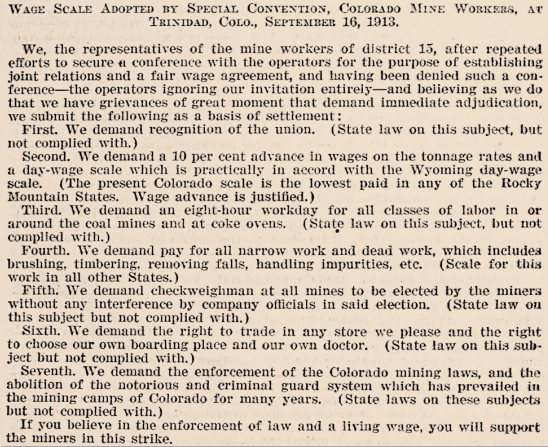 WAGE SCALE ADOPTED BY SPECIAL CONVENTION, COLORADO MINE WORKERS, AT
TRINIDAD, COLO., SEPTEMBER 16, 1913.
We, the representatives of the mine workers of district 15, after repeated
efforts to secure a conference with the operators for the purpose of establishing
joint relations and a fair wage agreement, and having been denied such a con-
ference—the operators ignoring our invitation entirely—and believing as we do
that we have grievances of great moment that demand immediate adjudication,
we submit the following as a basis of settlement:
First. We demand recognition of the union. (State law on this subject, but
not complied with.)
Second. We demand a 10 per cent advance in wages on the tonnage rates and
a day-wage scale which is practically in accord with the Wyoming day-wage
scale. (The present Colorado scale is the lowest paid in any of the Rocky
Mountain States. Wage advance is justified.)
Third. We demand an eight-hour workday for all classes of labor in or
around the coal mines and at coke ovens. (State law on this subject, but not
complied with.)
Fourth. We demand pay for all narrow work and dead work, which includes
brushing, timbering, removing falls, handling impurities, etc. (Scale for this
work in all other States.)
Fifth. We demand checkweighman at all mines to be elected by the miners
without any interference by company officials in said election. (State law on
this subject but not complied with.)
Sixth. We demand the right to trade in any store we please and the right
to choose our own boarding place and our own doctor. (State law on this sub-
ject but not complied with.)
Seventh. We demand the enforcement of the Colorado mining laws, and the
abolition of the notorious and criminal guard system which has prevailed in
the mining camps of Colorado for many years. (State laws on these subjects
but not complied with.)
If you believe in the enforcement of law and a living wage, you will support
the miners in this strike.